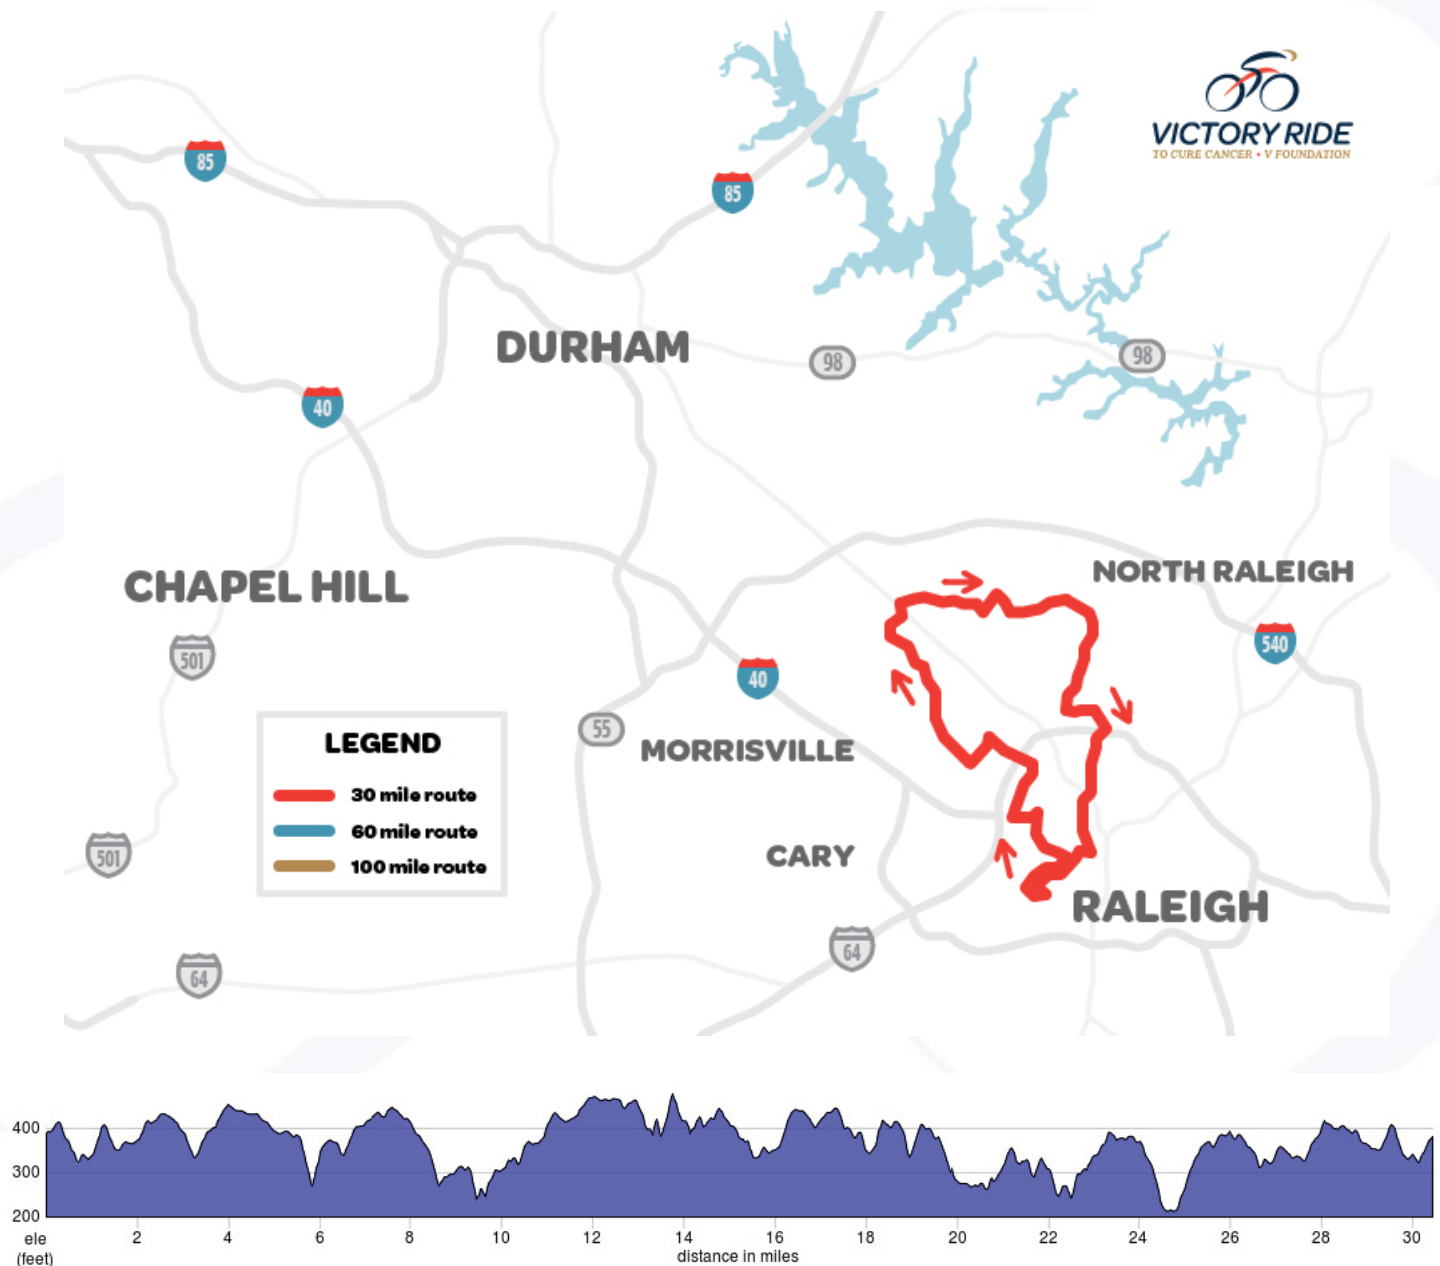 VICTORY RIDE
TO CURE CANCER • V FOUNDATION
85
85
DURHAM
98
98
40
CHAPEL HILL
NORTH RALEIGH
501
540
40
55
MORRISVILLE
LEGEND
30 mile route
60 mile route
100 mile route
501
CARY
RALEIGH
64
64
400
300
200
ele
(feet)
2 4 6 8 10 12 14 16 18 20 22 24 26 28 30
distance in miles